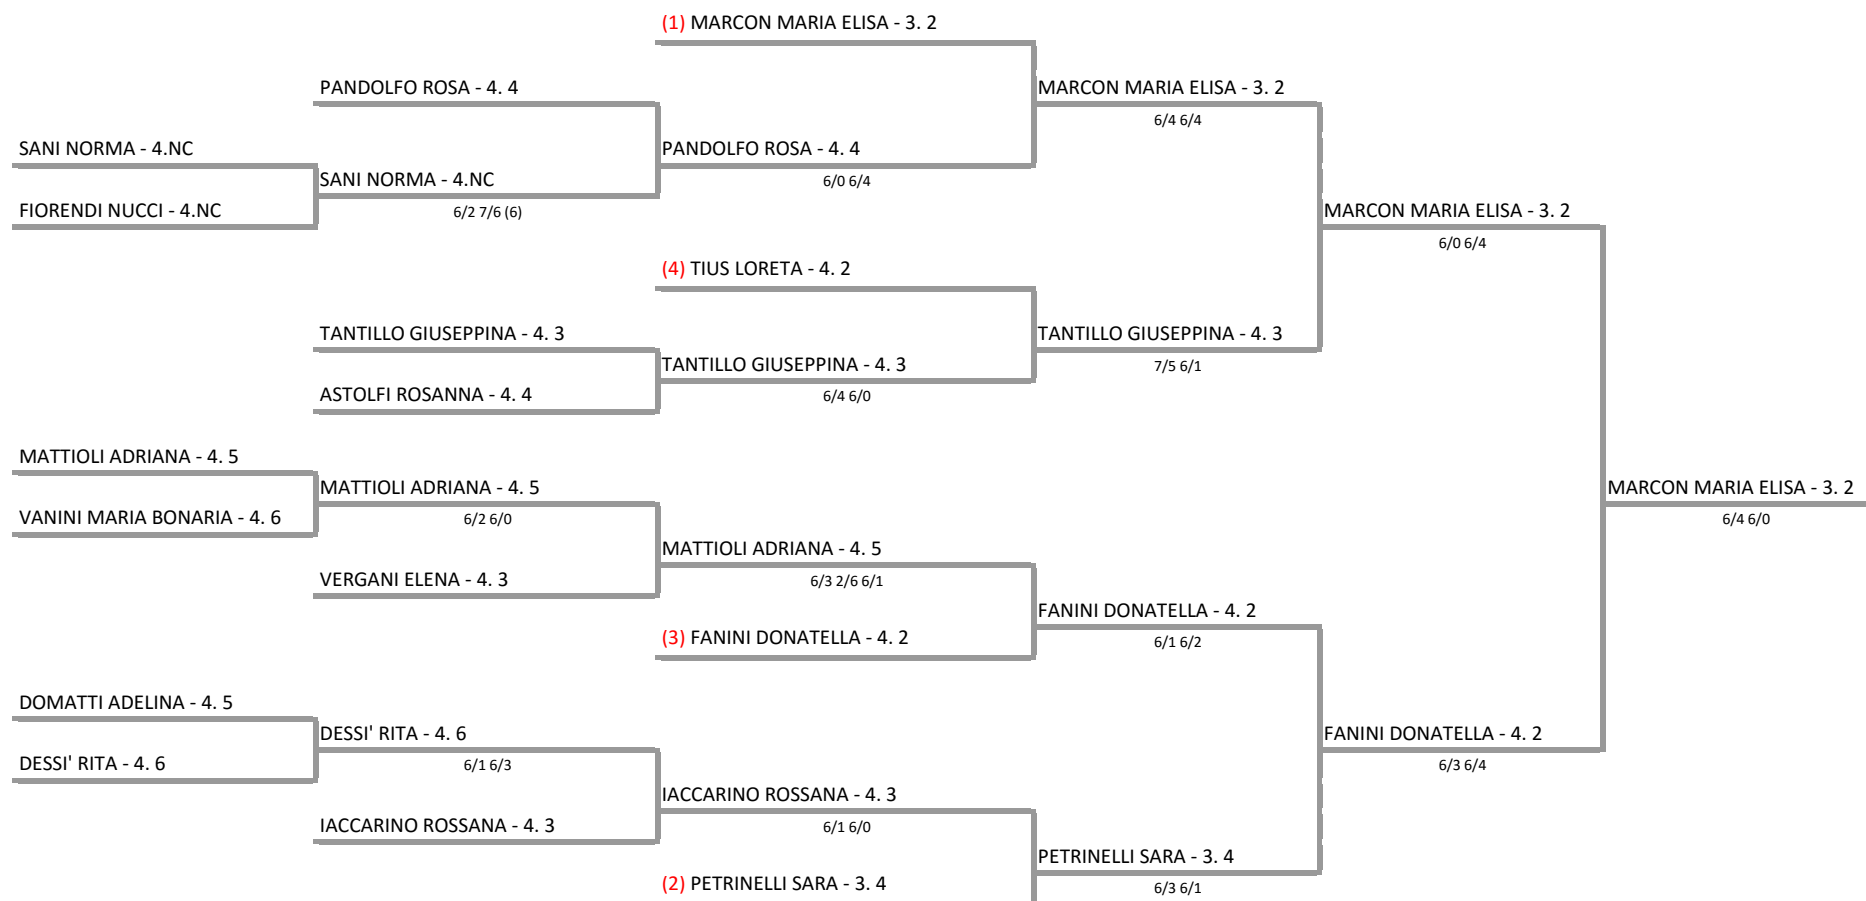 (1) MARCON MARIA ELISA - 3. 2
PANDOLFO ROSA - 4. 4
MARCON MARIA ELISA - 3. 2
6/4 6/4
SANI NORMA - 4.NC
PANDOLFO ROSA - 4. 4
SANI NORMA - 4.NC
6/0 6/4
FIORENDI NUCCI - 4.NC
6/2 7/6 (6)
MARCON MARIA ELISA - 3. 2
6/0 6/4
(4) TIUS LORETA - 4. 2
TANTILLO GIUSEPPINA - 4. 3
TANTILLO GIUSEPPINA - 4. 3
TANTILLO GIUSEPPINA - 4. 3
7/5 6/1
ASTOLFI ROSANNA - 4. 4
6/4 6/0
MATTIOLI ADRIANA - 4. 5
MATTIOLI ADRIANA - 4. 5
MARCON MARIA ELISA - 3. 2
VANINI MARIA BONARIA - 4. 6
6/2 6/0
6/4 6/0
MATTIOLI ADRIANA - 4. 5
VERGANI ELENA - 4. 3
6/3 2/6 6/1
FANINI DONATELLA - 4. 2
(3) FANINI DONATELLA - 4. 2
6/1 6/2
DOMATTI ADELINA - 4. 5
DESSI' RITA - 4. 6
FANINI DONATELLA - 4. 2
DESSI' RITA - 4. 6
6/1 6/3
6/3 6/4
IACCARINO ROSSANA - 4. 3
IACCARINO ROSSANA - 4. 3
6/1 6/0
PETRINELLI SARA - 3. 4
(2) PETRINELLI SARA - 3. 4
6/3 6/1